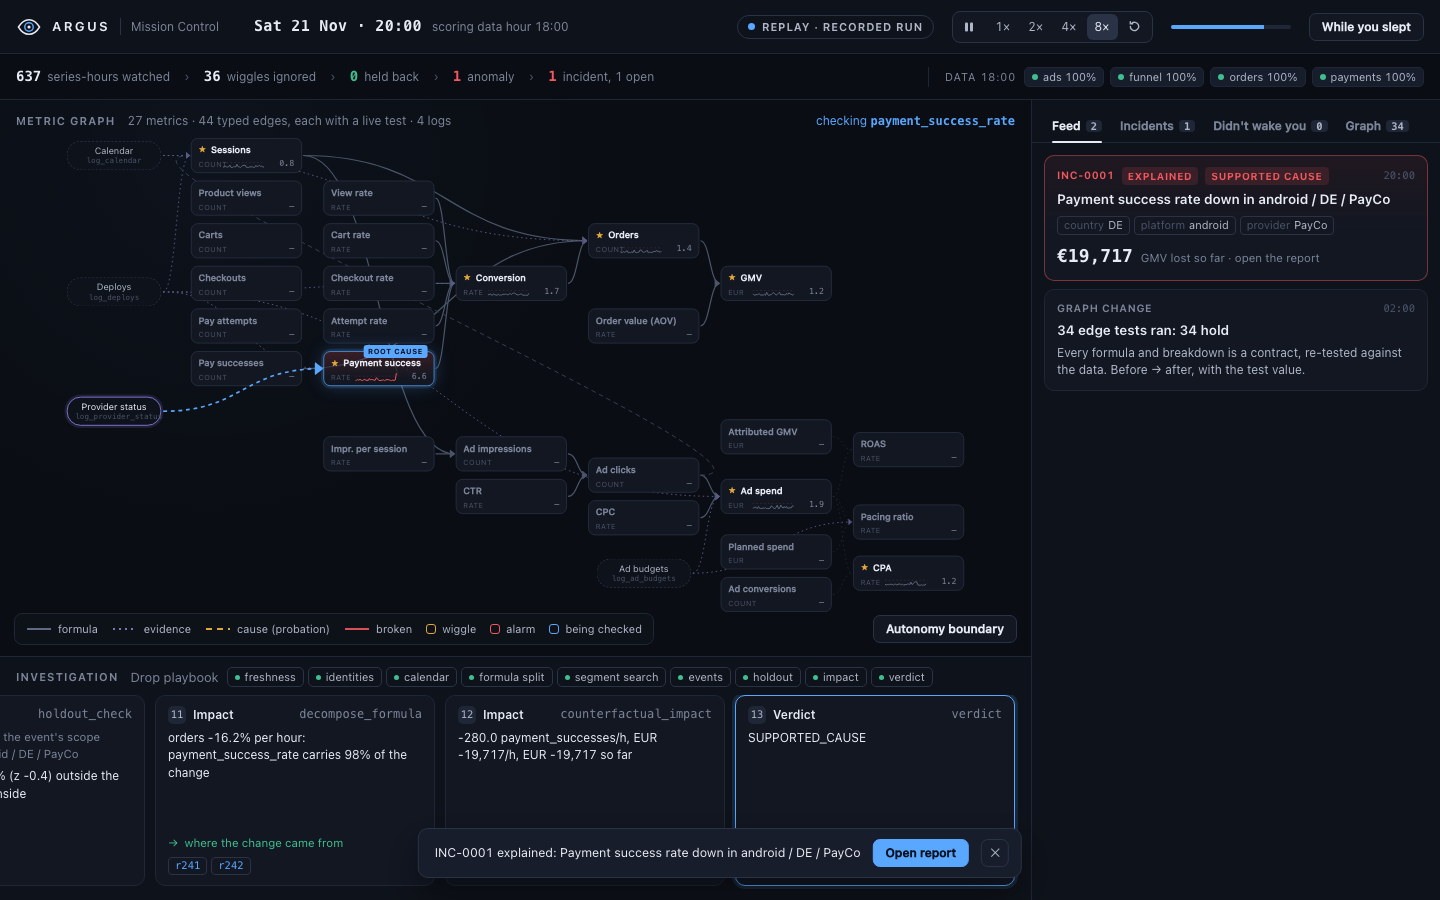 ARGUS Mission Control Sat 21 Nov · 20:00 scoring data hour 18:00 REPLAY · RECORDED RUN 1× 2× 4× 8× While you slept
637 series-hours watched › 36 wiggles ignored › 0 held back › 1 anomaly › 1 incident, 1 open DATA 18:00 ads 100% funnel 100% orders 100% payments 100%
METRIC GRAPH 27 metrics · 44 typed edges, each with a live test · 4 logs checking payment_success_rate
Calendar
log_calendar
Sessions
COUNT 0.8
Product views
COUNT –
View rate
RATE –
Carts
COUNT –
Cart rate
RATE –
Orders
COUNT 1.4
Deploys
log_deploys
Checkouts
COUNT –
Checkout rate
RATE –
Conversion
RATE 1.7
GMV
EUR 1.2
Pay attempts
COUNT –
Attempt rate
RATE –
Order value (AOV)
RATE –
Pay successes
COUNT –
ROOT CAUSE
Payment success
RATE 6.6
Provider status
log_provider_status
Impr. per session
RATE –
Ad impressions
COUNT –
CTR
RATE –
Ad clicks
COUNT –
CPC
RATE –
Attributed GMV
EUR –
ROAS
RATE –
Ad spend
EUR 1.9
Pacing ratio
RATE –
Planned spend
EUR –
CPA
RATE 1.2
Ad budgets
log_ad_budgets
Ad conversions
COUNT –
formula evidence cause (probation) broken wiggle alarm being checked
Autonomy boundary
Feed 2 Incidents 1 Didn't wake you 0 Graph 34
INC-0001 EXPLAINED SUPPORTED CAUSE 20:00
Payment success rate down in android / DE / PayCo
country DE platform android provider PayCo
€19,717 GMV lost so far · open the report
GRAPH CHANGE 02:00
34 edge tests ran: 34 hold
Every formula and breakdown is a contract, re-tested against
the data. Before → after, with the test value.
INVESTIGATION Drop playbook freshness identities calendar formula split segment search events holdout impact verdict
holdout_check
the event's scope
id / DE / PayCo
% (z -0.4) outside the
nside
11 Impact decompose_formula
orders -16.2% per hour:
payment_success_rate carries 98% of the
change
→ where the change came from
r241 r242
12 Impact counterfactual_impact
-280.0 payment_successes/h, EUR
-19,717/h, EUR -19,717 so far
13 Verdict verdict
SUPPORTED_CAUSE
INC-0001 explained: Payment success rate down in android / DE / PayCo Open report ×